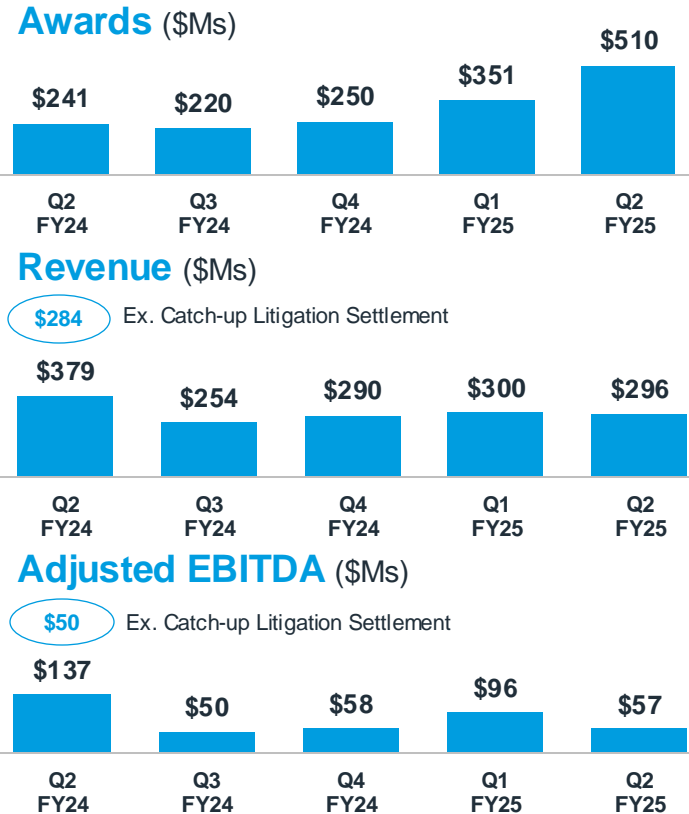 Awards ($Ms)
$241 $220 $250 $351 $510
Q2 Q3 Q4 Q1 Q2
FY24 FY24 FY24 FY25 FY25
Revenue ($Ms)
$284 Ex. Catch-up Litigation Settlement
$379 $254 $290 $300 $296
Q2 Q3 Q4 Q1 Q2
FY24 FY24 FY24 FY25 FY25
Adjusted EBITDA ($Ms)
$50 Ex. Catch-up Litigation Settlement
$137 $50 $58 $96 $57
Q2 Q3 Q4 Q1 Q2
FY24 FY24 FY24 FY25 FY25